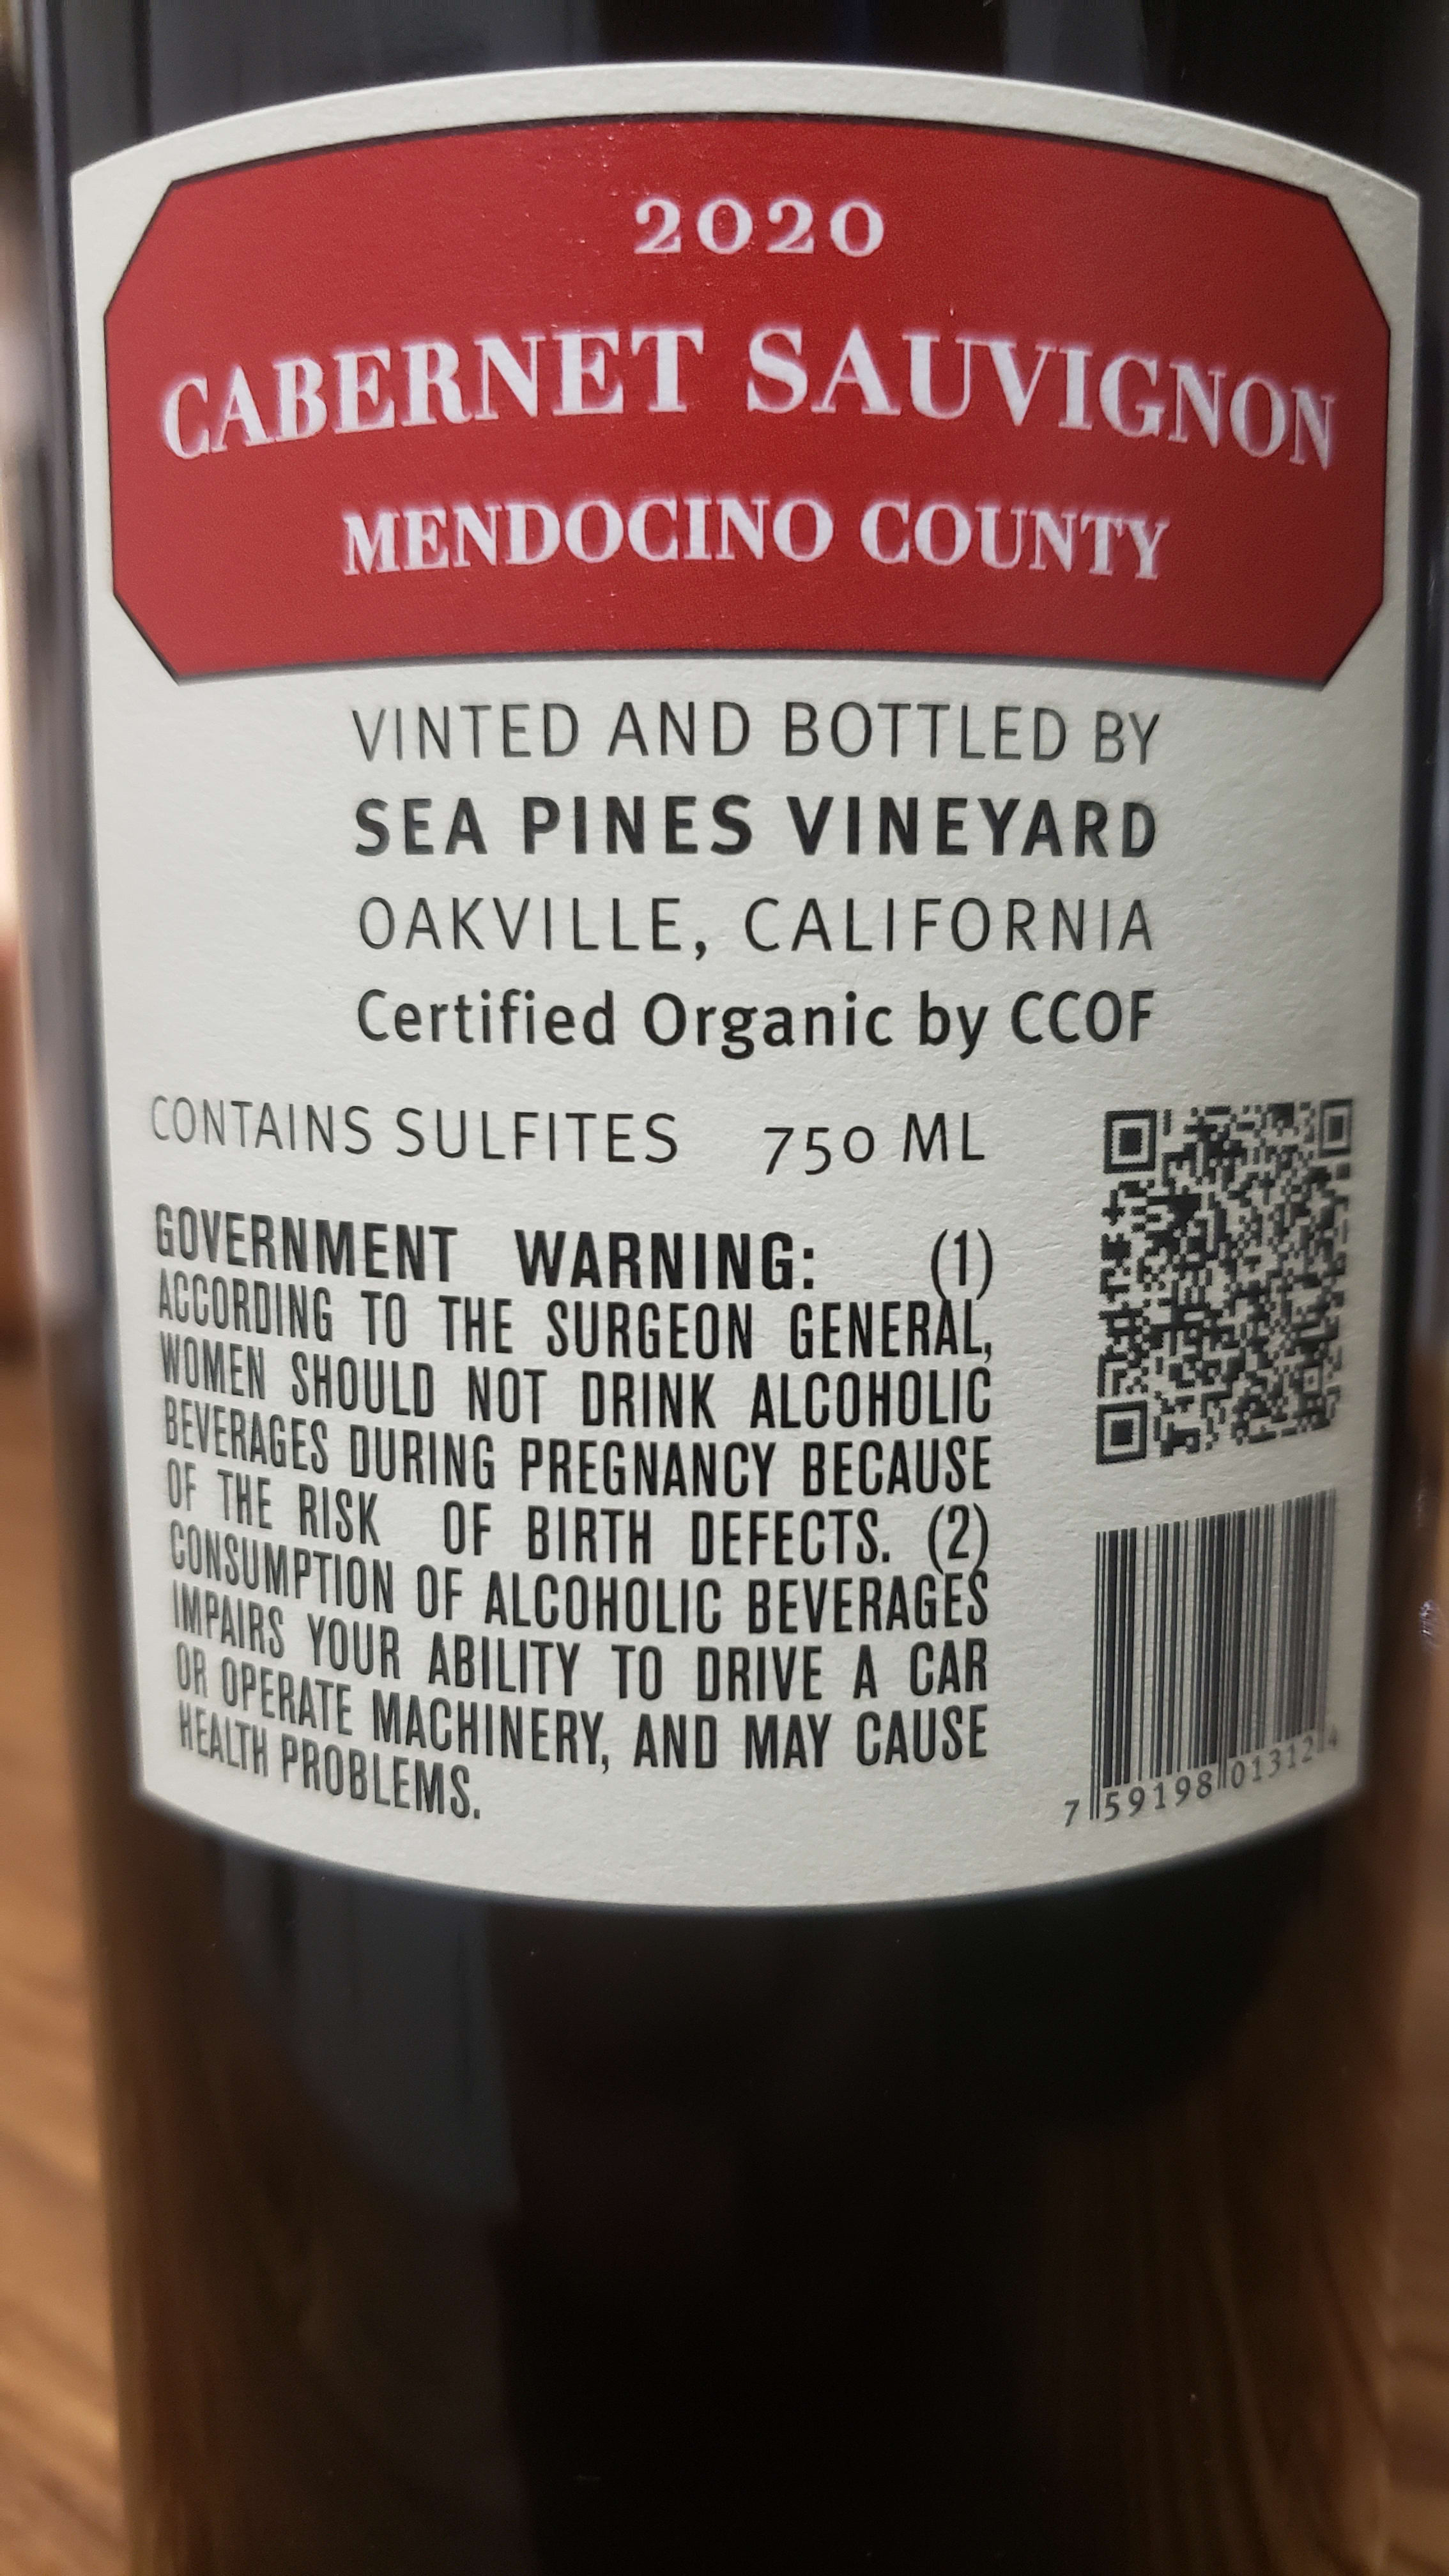 2020
CABERNET SAUVIGNON
MENDOCINO COUNTY
VINTED AND BOTTLED BY
SEA PINES VINEYARD
OAKVILLE, CALIFORNIA
Certified Organic by CCOF
CONTAINS SULFITES 750 ML
GOVERNMENT WARNING: (1)
ACCORDING TO THE SURGEON GENERAL,
WOMEN SHOULD NOT DRINK ALCOHOLIC
BEVERAGES DURING PREGNANCY BECAUSE
OF THE RISK OF BIRTH DEFECTS. (2)
CONSUMPTION OF ALCOHOLIC BEVERAGES
IMPAIRS YOUR ABILITY TO DRIVE A CAR
OR OPERATE MACHINERY, AND MAY CAUSE
HEALTH PROBLEMS.
7 59198 01312 4